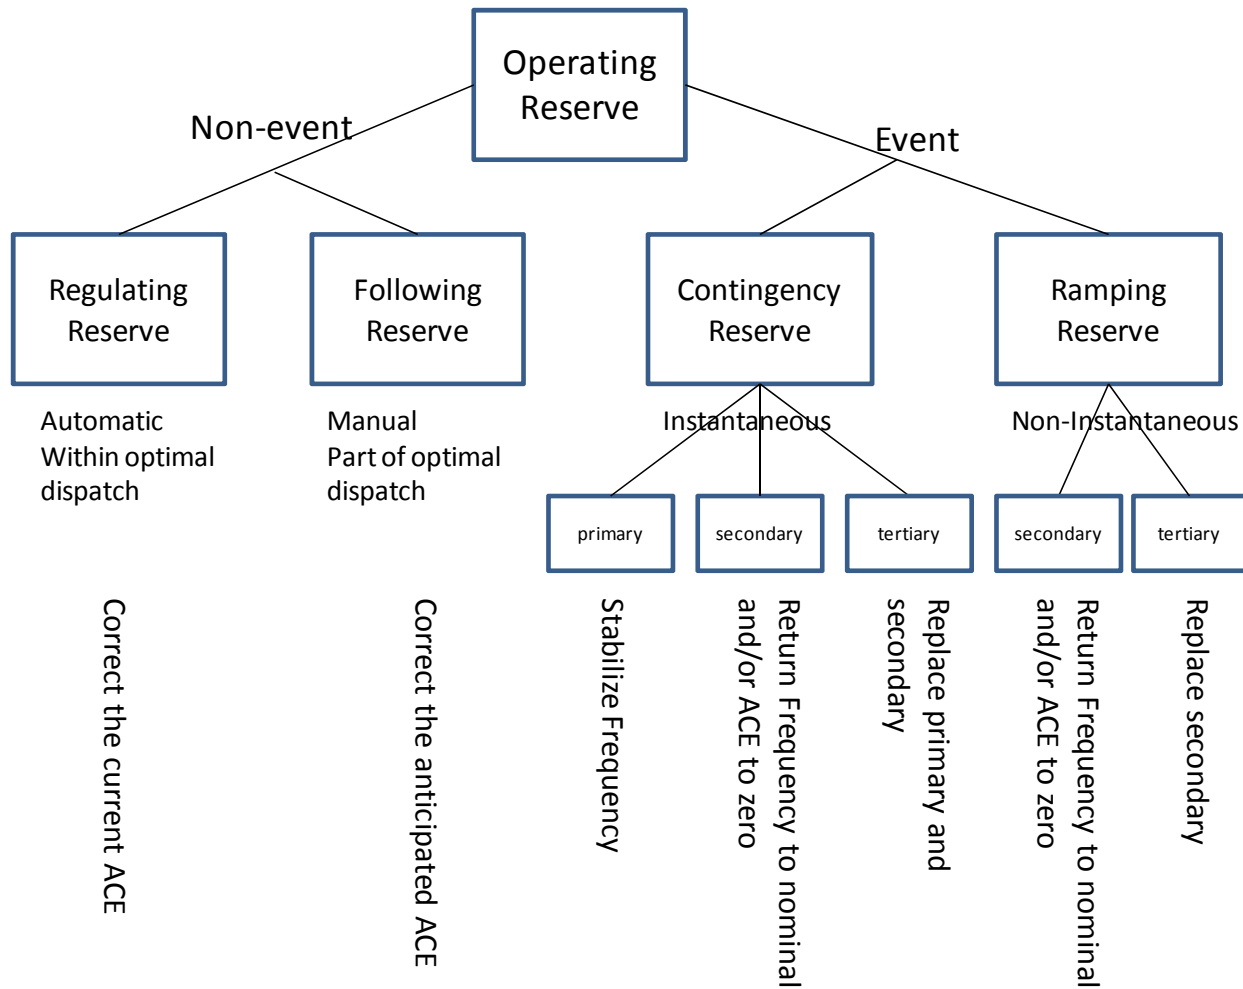 Operating
Reserve
Non-event
Event
Regulating
Reserve
Following
Reserve
Contingency
Reserve
Ramping
Reserve
Automatic
Within optimal
dispatch
Manual
Part of optimal
dispatch
Instantaneous
Non-Instantaneous
primary
secondary
tertiary
secondary
tertiary
Correct the current ACE
Correct the anticipated ACE
Stabilize Frequency
Return Frequency to nominal
and/or ACE to zero
Replace primary and
secondary
Return Frequency to nominal
and/or ACE to zero
Replace secondary